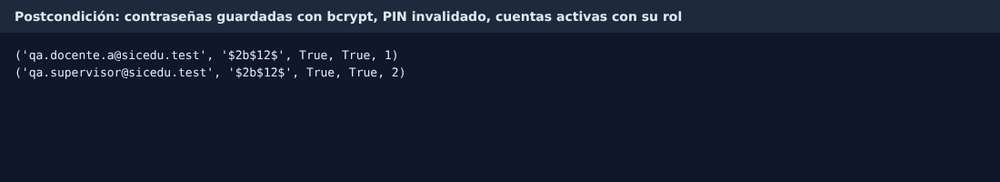 Postcondición: contraseñas guardadas con bcrypt, PIN invalidado, cuentas activas con su rol
('qa.docente.a@sicedu.test', '$2b$12$', True, True, 1)
('qa.supervisor@sicedu.test', '$2b$12$', True, True, 2)